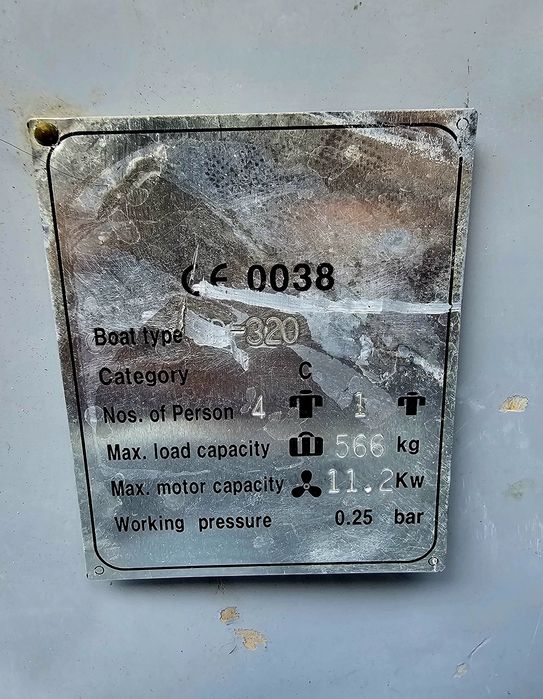 CE 0038
Boat type -320
Category C
Nos. of Person 4 1
Max. load capacity 566 kg
Max. motor capacity 11.2 Kw
Working pressure 0.25 bar